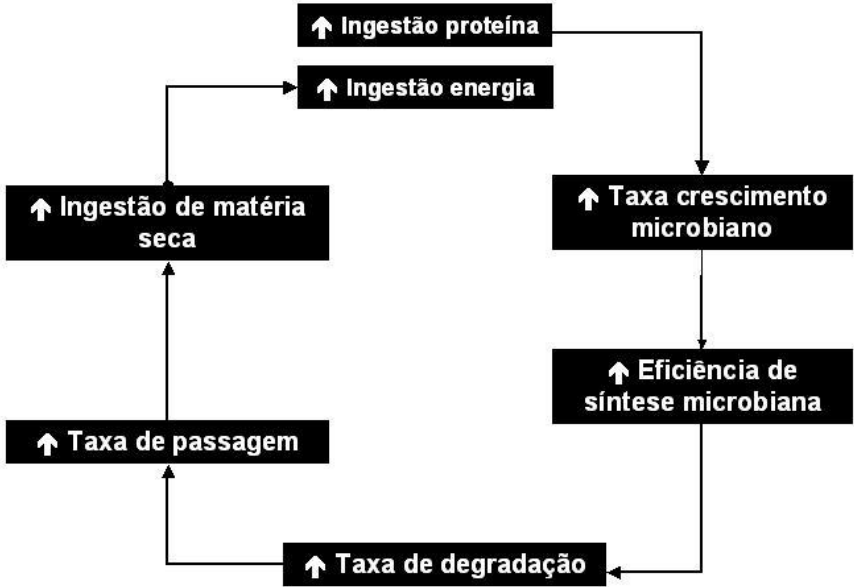 ↑ Ingestão proteína
↑ Ingestão energia
↑ Taxa crescimento
microbiano
↑ Eficiência de
síntese microbiana
↑ Taxa de degradação
↑ Taxa de passagem
↑ Ingestão de matéria
seca